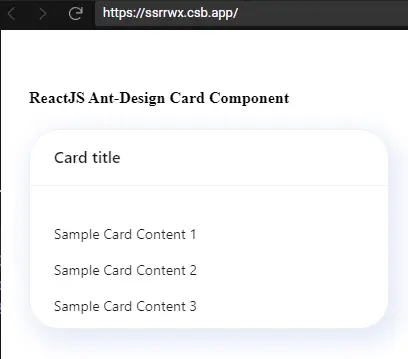 https://ssrrwx.csb.app/
ReactJS Ant-Design Card Component
Card title
Sample Card Content 1
Sample Card Content 2
Sample Card Content 3